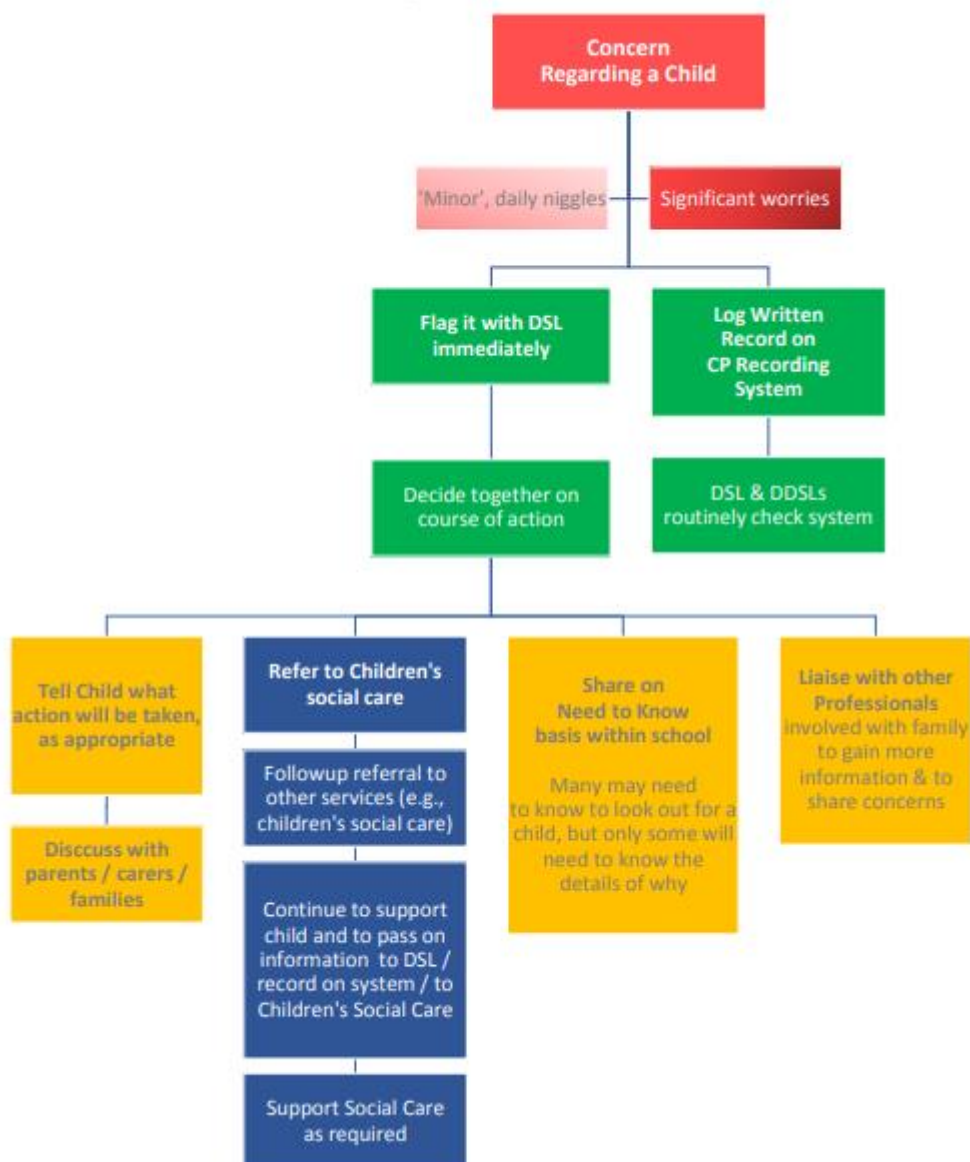 Concern
Regarding a Child
'Minor', daily niggles
Significant worries
Flag it with DSL
immediately
Log Written
Record on
CP Recording
System
Decide together on
course of action
DSL & DDSLs
routinely check system
Tell Child what
action will be taken,
as appropriate
Disccuss with
parents / carers /
families
Refer to Children's
social care
Followup referral to
other services (e.g.,
children's social care)
Continue to support
child and to pass on
information to DSL /
record on system / to
Children's Social Care
Support Social Care
as required
Share on
Need to Know
basis within school
Many may need
to know to look out for a
child, but only some will
need to know the
details of why
Liaise with other
Professionals
involved with family
to gain more
information & to
share concerns